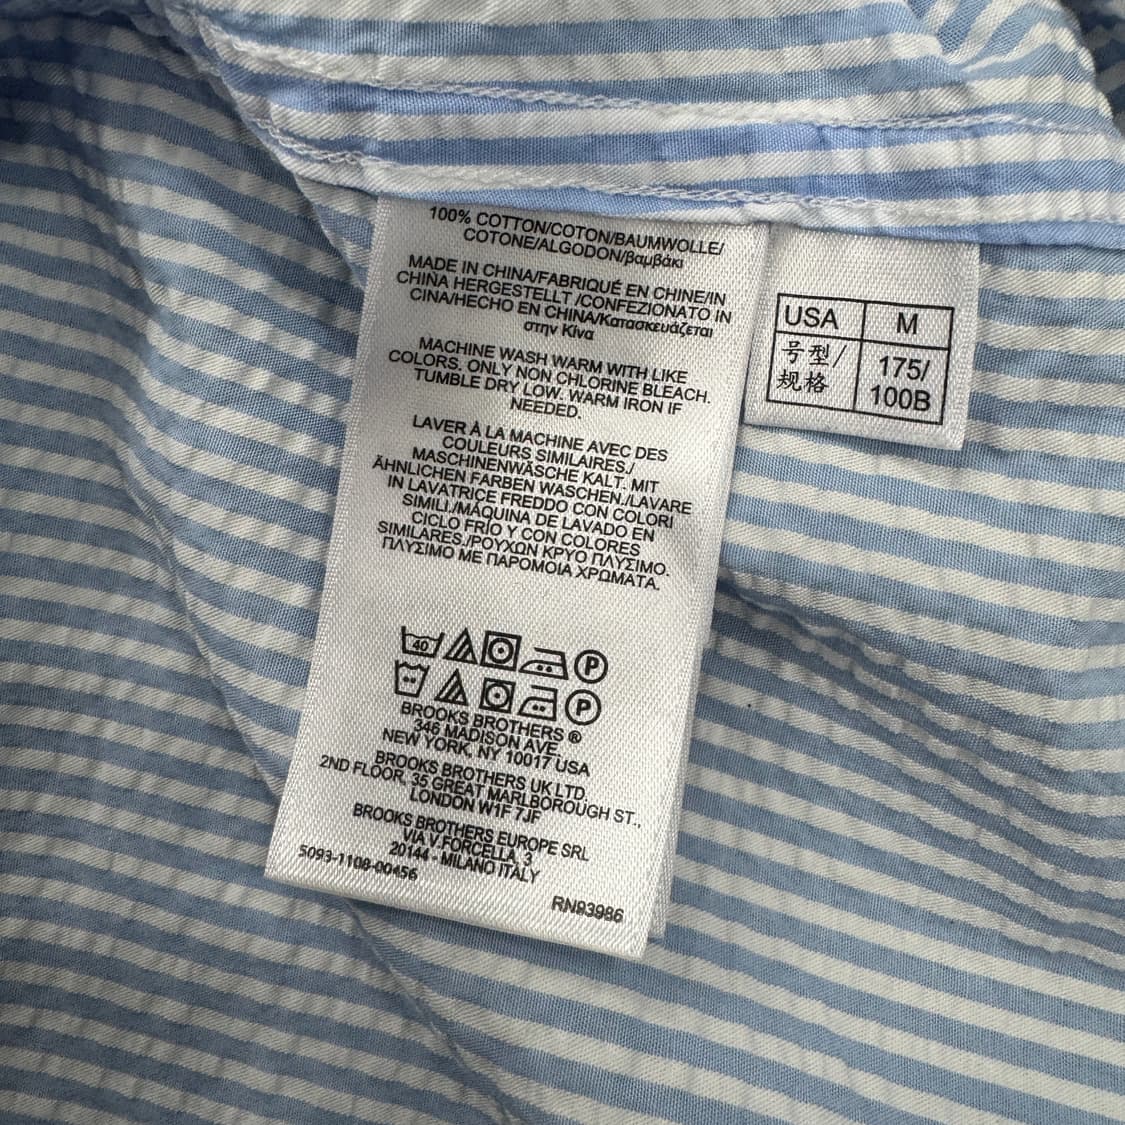 100% COTTON/COTON/BAUMWOLLE/
COTONE/ALGODON/βαμβάκι
MADE IN CHINA/FABRIQUÉ EN CHINE/IN
CHINA HERGESTELLT /CONFEZIONATO IN
CINA/HECHO EN CHINA/Κατασκευάζεται
στην Κίνα
MACHINE WASH WARM WITH LIKE
COLORS. ONLY NON CHLORINE BLEACH.
TUMBLE DRY LOW. WARM IRON IF
NEEDED.
LAVER À LA MACHINE AVEC DES
COULEURS SIMILAIRES./
MASCHINENWÄSCHE KALT. MIT
ÄHNLICHEN FARBEN WASCHEN./LAVARE
IN LAVATRICE FREDDO CON COLORI
SIMILI./MÁQUINA DE LAVADO EN
CICLO FRÍO Y CON COLORES
SIMILARES./ΡΟΥΧΩΝ ΚΡΥΟ ΠΛΥΣΙΜΟ.
ΠΛΥΣΙΜΟ ΜΕ ΠΑΡΟΜΟΙΑ ΧΡΩΜΑΤΑ.
40 P
P
BROOKS BROTHERS ®
346 MADISON AVE.
NEW YORK, NY 10017 USA
BROOKS BROTHERS UK LTD.
2ND FLOOR, 35 GREAT MARLBOROUGH ST.,
LONDON W1F 7JF
BROOKS BROTHERS EUROPE SRL
VIA V.FORCELLA, 3
20144 - MILANO ITALY
5093-1108-00456
RN93986
USA M
号型/ 175/
规格 100B